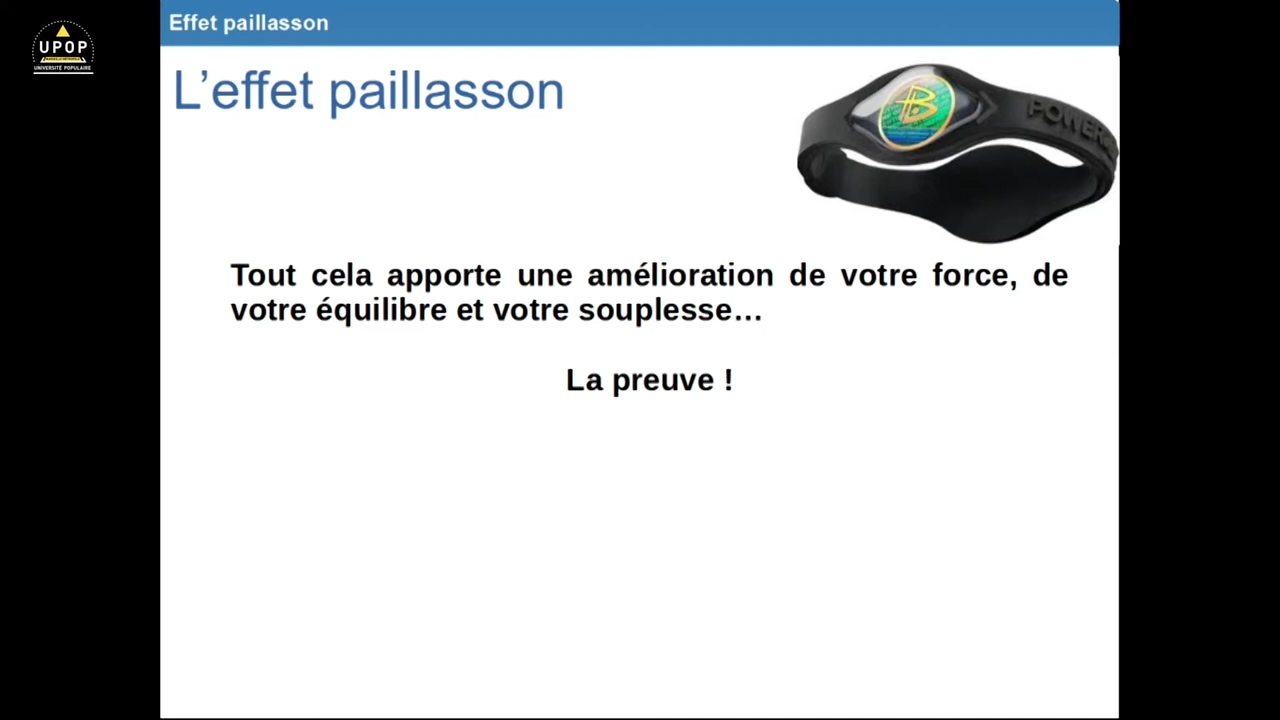 UPOP
UNIVERSITÉ POPULAIRE
Effet paillasson
L’effet paillasson
POWER
Tout cela apporte une amélioration de votre force, de
votre équilibre et votre souplesse…
La preuve !